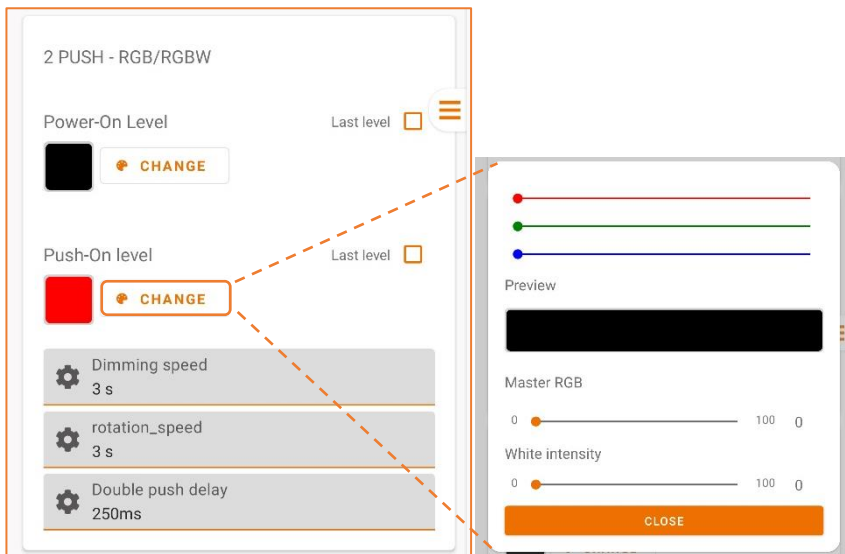 2 PUSH - RGB/RGBW
Power-On Level
Last level
CHANGE
Push-On level
Last level
CHANGE
Dimming speed
3 s
rotation_speed
3 s
Double push delay
250ms
Preview
Master RGB
0 100 0
White intensity
0 100 0
CLOSE